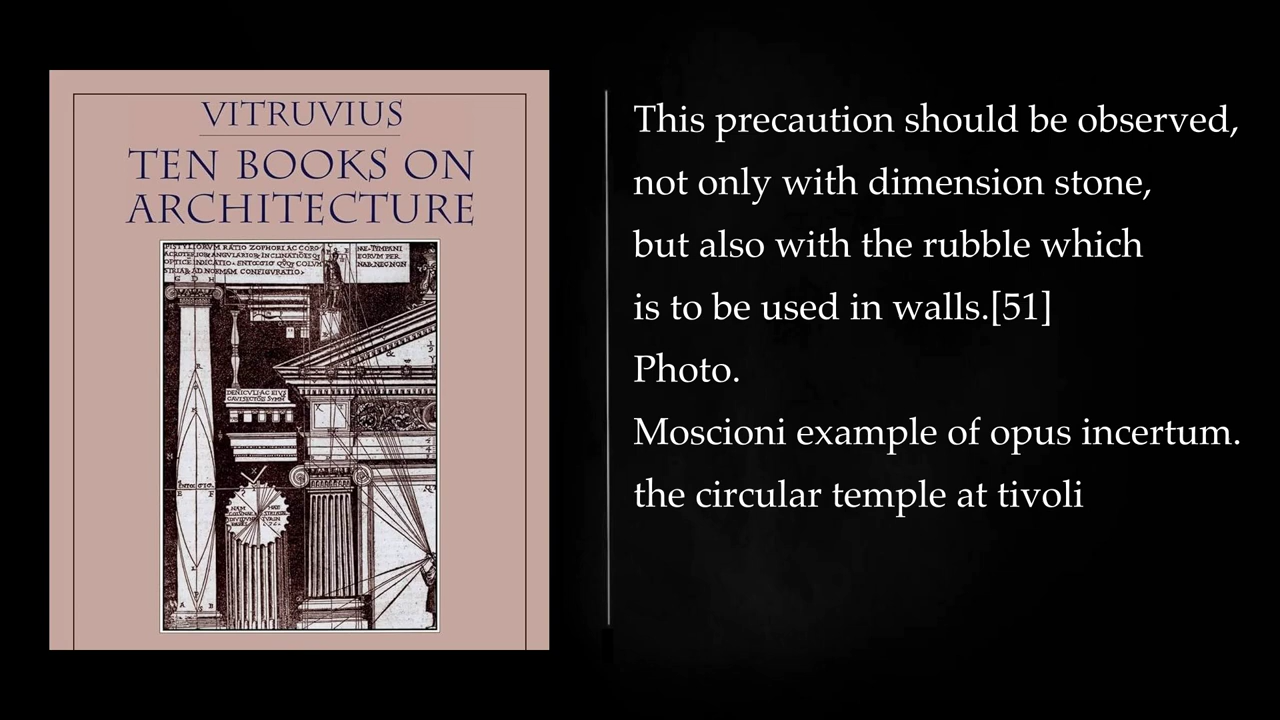 VITRUVIUS
TEN BOOKS ON
ARCHITECTURE
This precaution should be observed,
not only with dimension stone,
but also with the rubble which
is to be used in walls.[51]
Photo.
Moscioni example of opus incertum.
the circular temple at tivoli